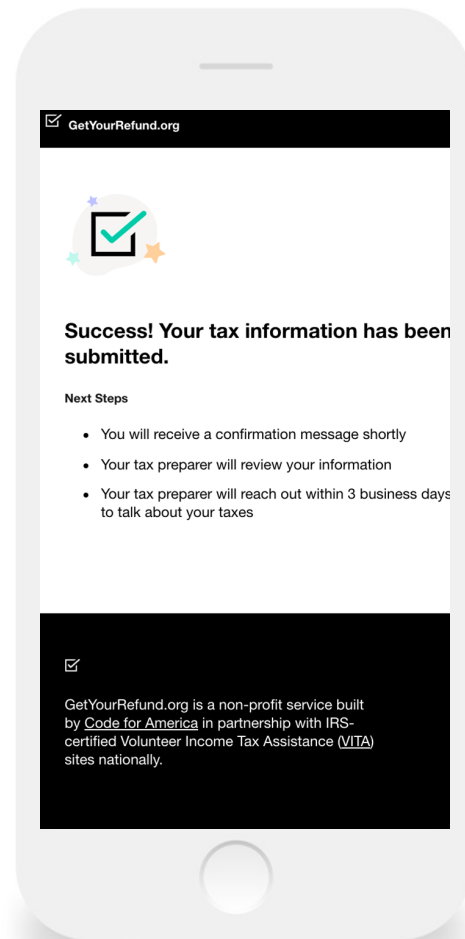 GetYourRefund.org
Success! Your tax information has been
submitted.
Next Steps
• You will receive a confirmation message shortly
• Your tax preparer will review your information
• Your tax preparer will reach out within 3 business days
to talk about your taxes
GetYourRefund.org is a non-profit service built
by Code for America in partnership with IRS-
certified Volunteer Income Tax Assistance (VITA)
sites nationally.